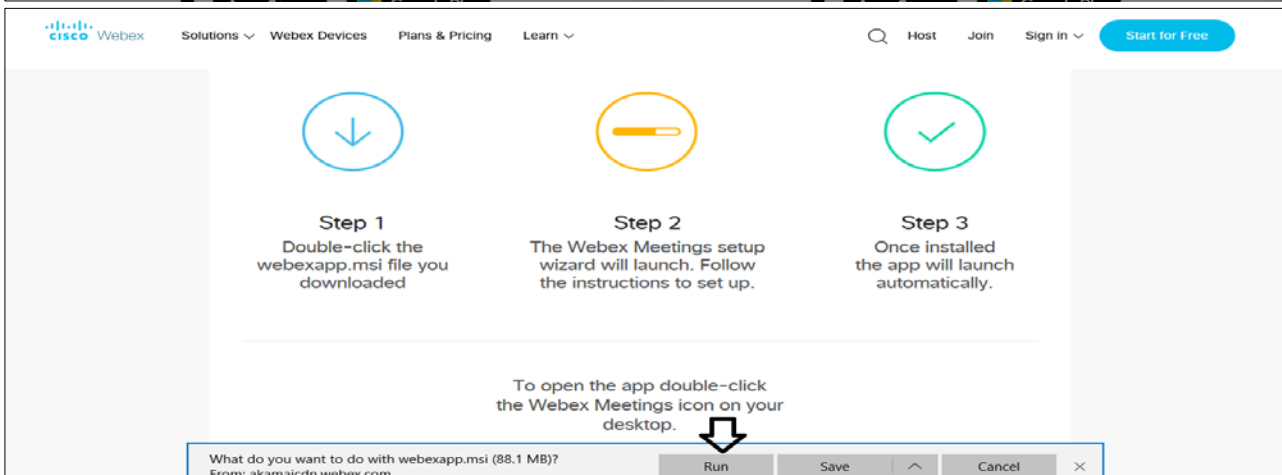 CISCO Webex Solutions Webex Devices Plans & Pricing Learn Host Join Sign in Start for Free
Step 1
Double-click the
webexapp.msi file you
downloaded
Step 2
The Webex Meetings setup
wizard will launch. Follow
the instructions to set up.
Step 3
Once installed
the app will launch
automatically.
To open the app double-click
the Webex Meetings icon on your
desktop.
What do you want to do with webexapp.msi (88.1 MB)?
From: akamaicdn.webex.com
Run Save Cancel